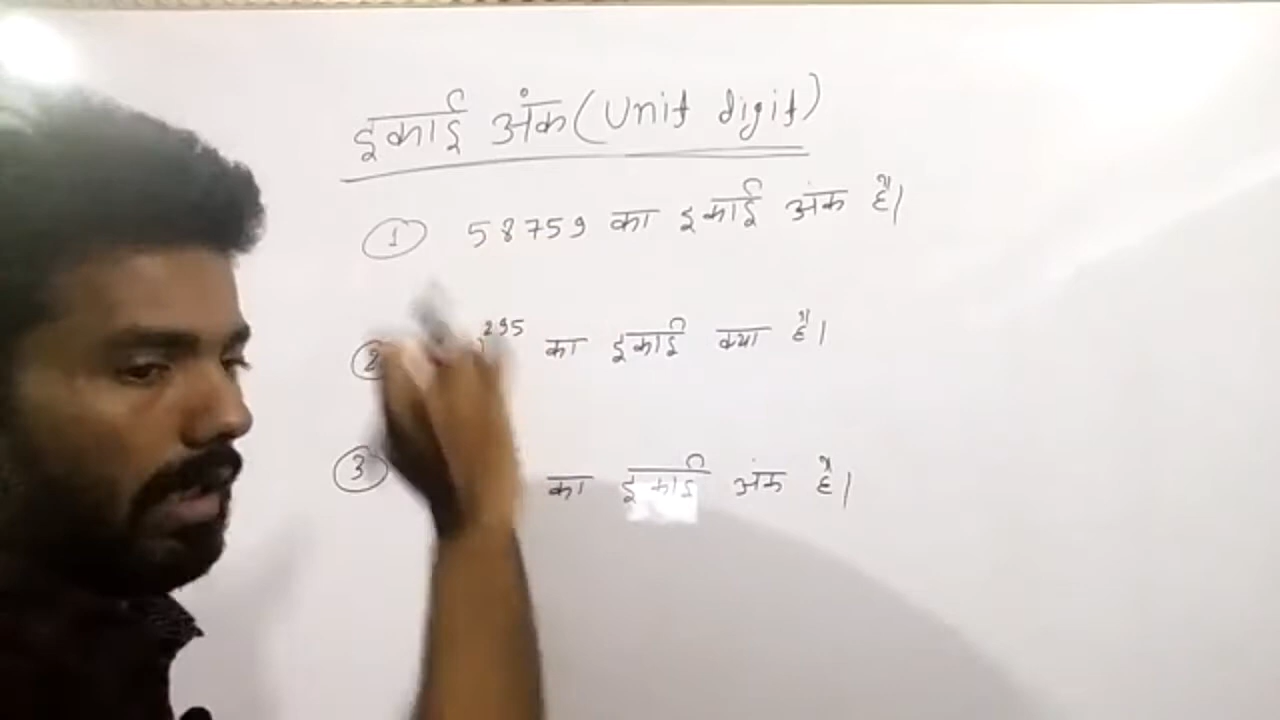 इकाई अंक (Unit digit)
① 58759 का इकाई अंक है।
② 295 का इकाई क्या है।
③ का इकाई अंक है।